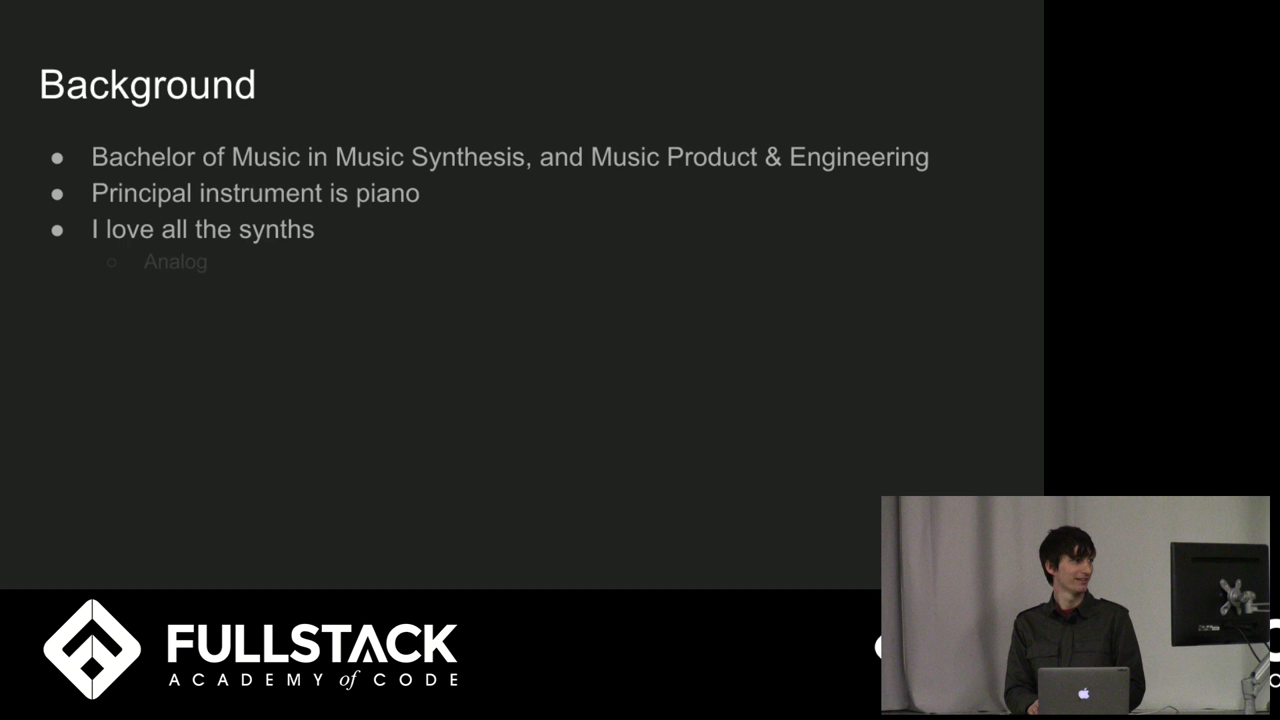 Background
● Bachelor of Music in Music Synthesis, and Music Product & Engineering
● Principal instrument is piano
● I love all the synths
○ Analog
FULLSTACK
ACADEMY of CODE